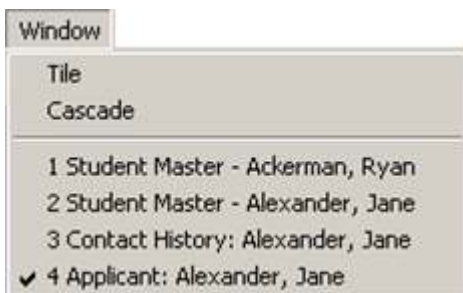 Window
Tile
Cascade
1 Student Master - Ackerman, Ryan
2 Student Master - Alexander, Jane
3 Contact History: Alexander, Jane
4 Applicant: Alexander, Jane